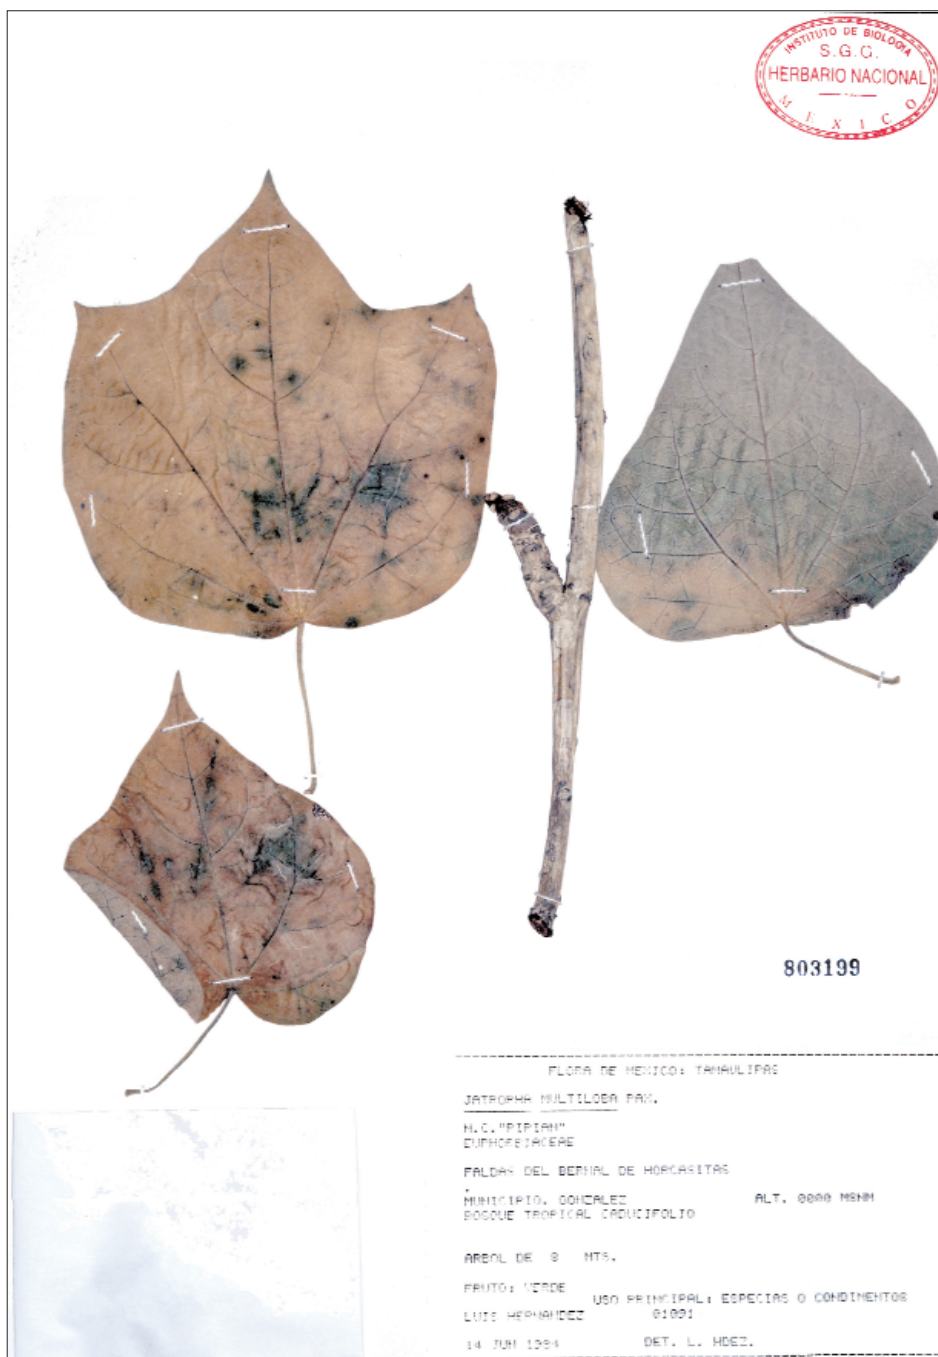 INSTITUTO DE BIOLOGIA
S.G.G.
HERBARIO NACIONAL
MEXICO
803199
FLORA DE MEXICO: TAMAULIPAS
JATROPHA MULTILOBA PAX.
N.C."PIPIAN"
EUPHORBIACEAE
FALDAS DEL BERNAL DE HORCASITAS
.
MUNICIPIO. GONZALEZ ALT. 0000 MSNM
BOSQUE TROPICAL CADUCIFOLIO
ARBOL DE 8 MTS.
FRUTO: VERDE
USO PRINCIPAL: ESPECIAS O CONDIMENTOS
LUIS HERNANDEZ 01091
14 JUN 1994 DET. L. HDEZ.